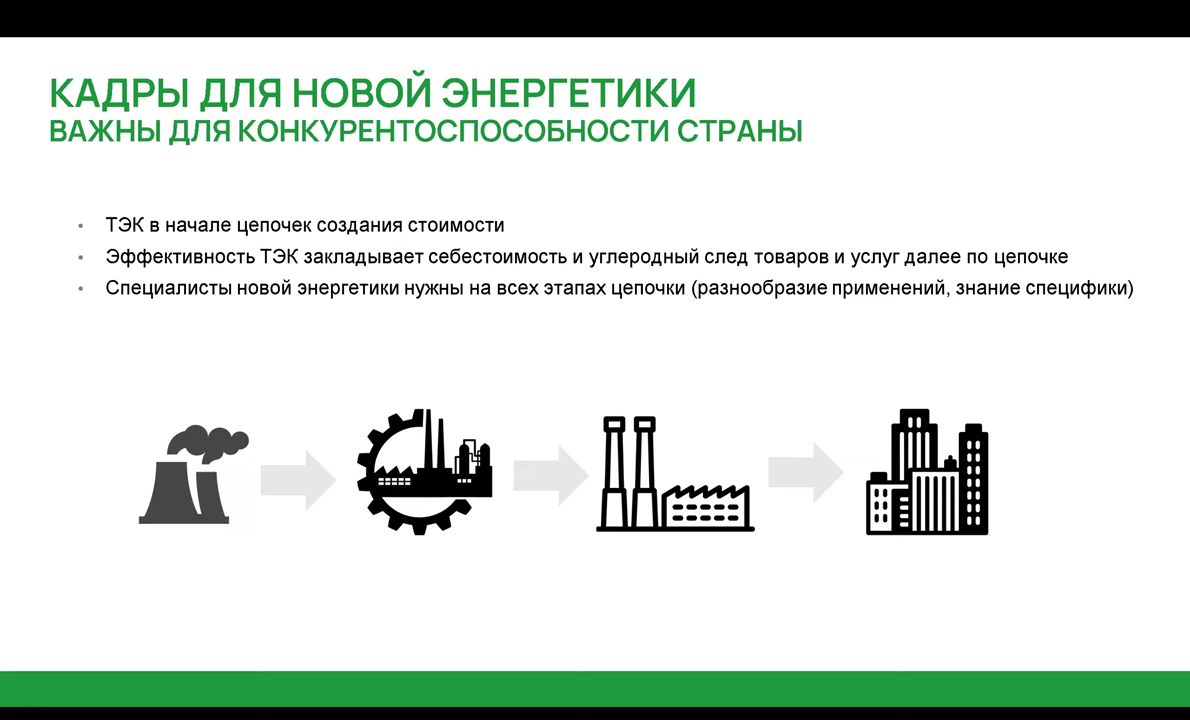 КАДРЫ ДЛЯ НОВОЙ ЭНЕРГЕТИКИ
ВАЖНЫ ДЛЯ КОНКУРЕНТОСПОСОБНОСТИ СТРАНЫ
• ТЭК в начале цепочек создания стоимости
• Эффективность ТЭК закладывает себестоимость и углеродный след товаров и услуг далее по цепочке
• Специалисты новой энергетики нужны на всех этапах цепочки (разнообразие применений, знание специфики)